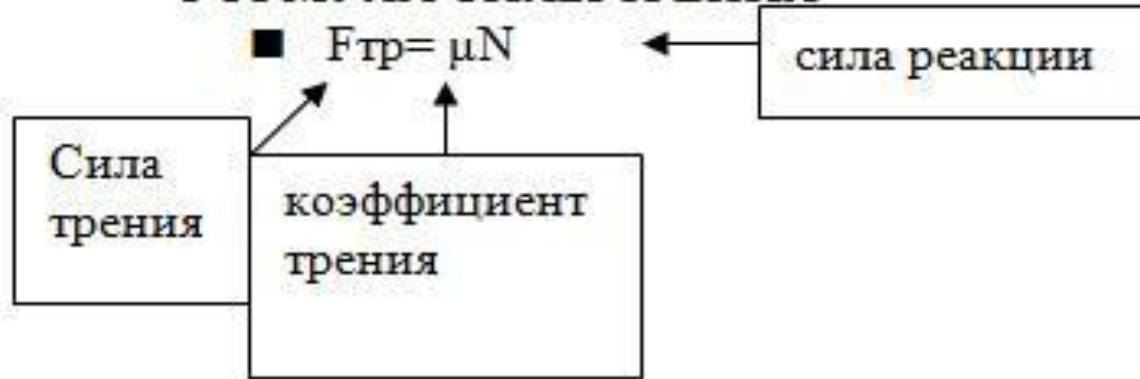 Fтр= μN
сила реакции
Сила
трения
коэффициент
трения